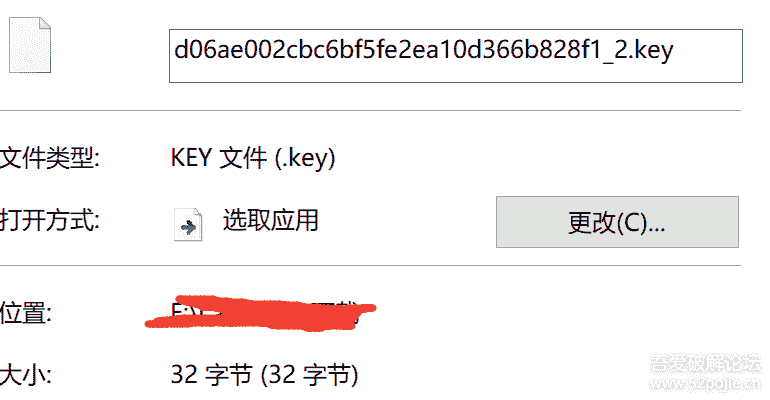 d06ae002cbc6bf5fe2ea10d366b828f1_2.key
文件类型: KEY 文件 (.key)
打开方式: 选取应用 更改(C)...
位置:
大小: 32 字节 (32 字节)
吾爱破解论坛
www.52pojie.cn